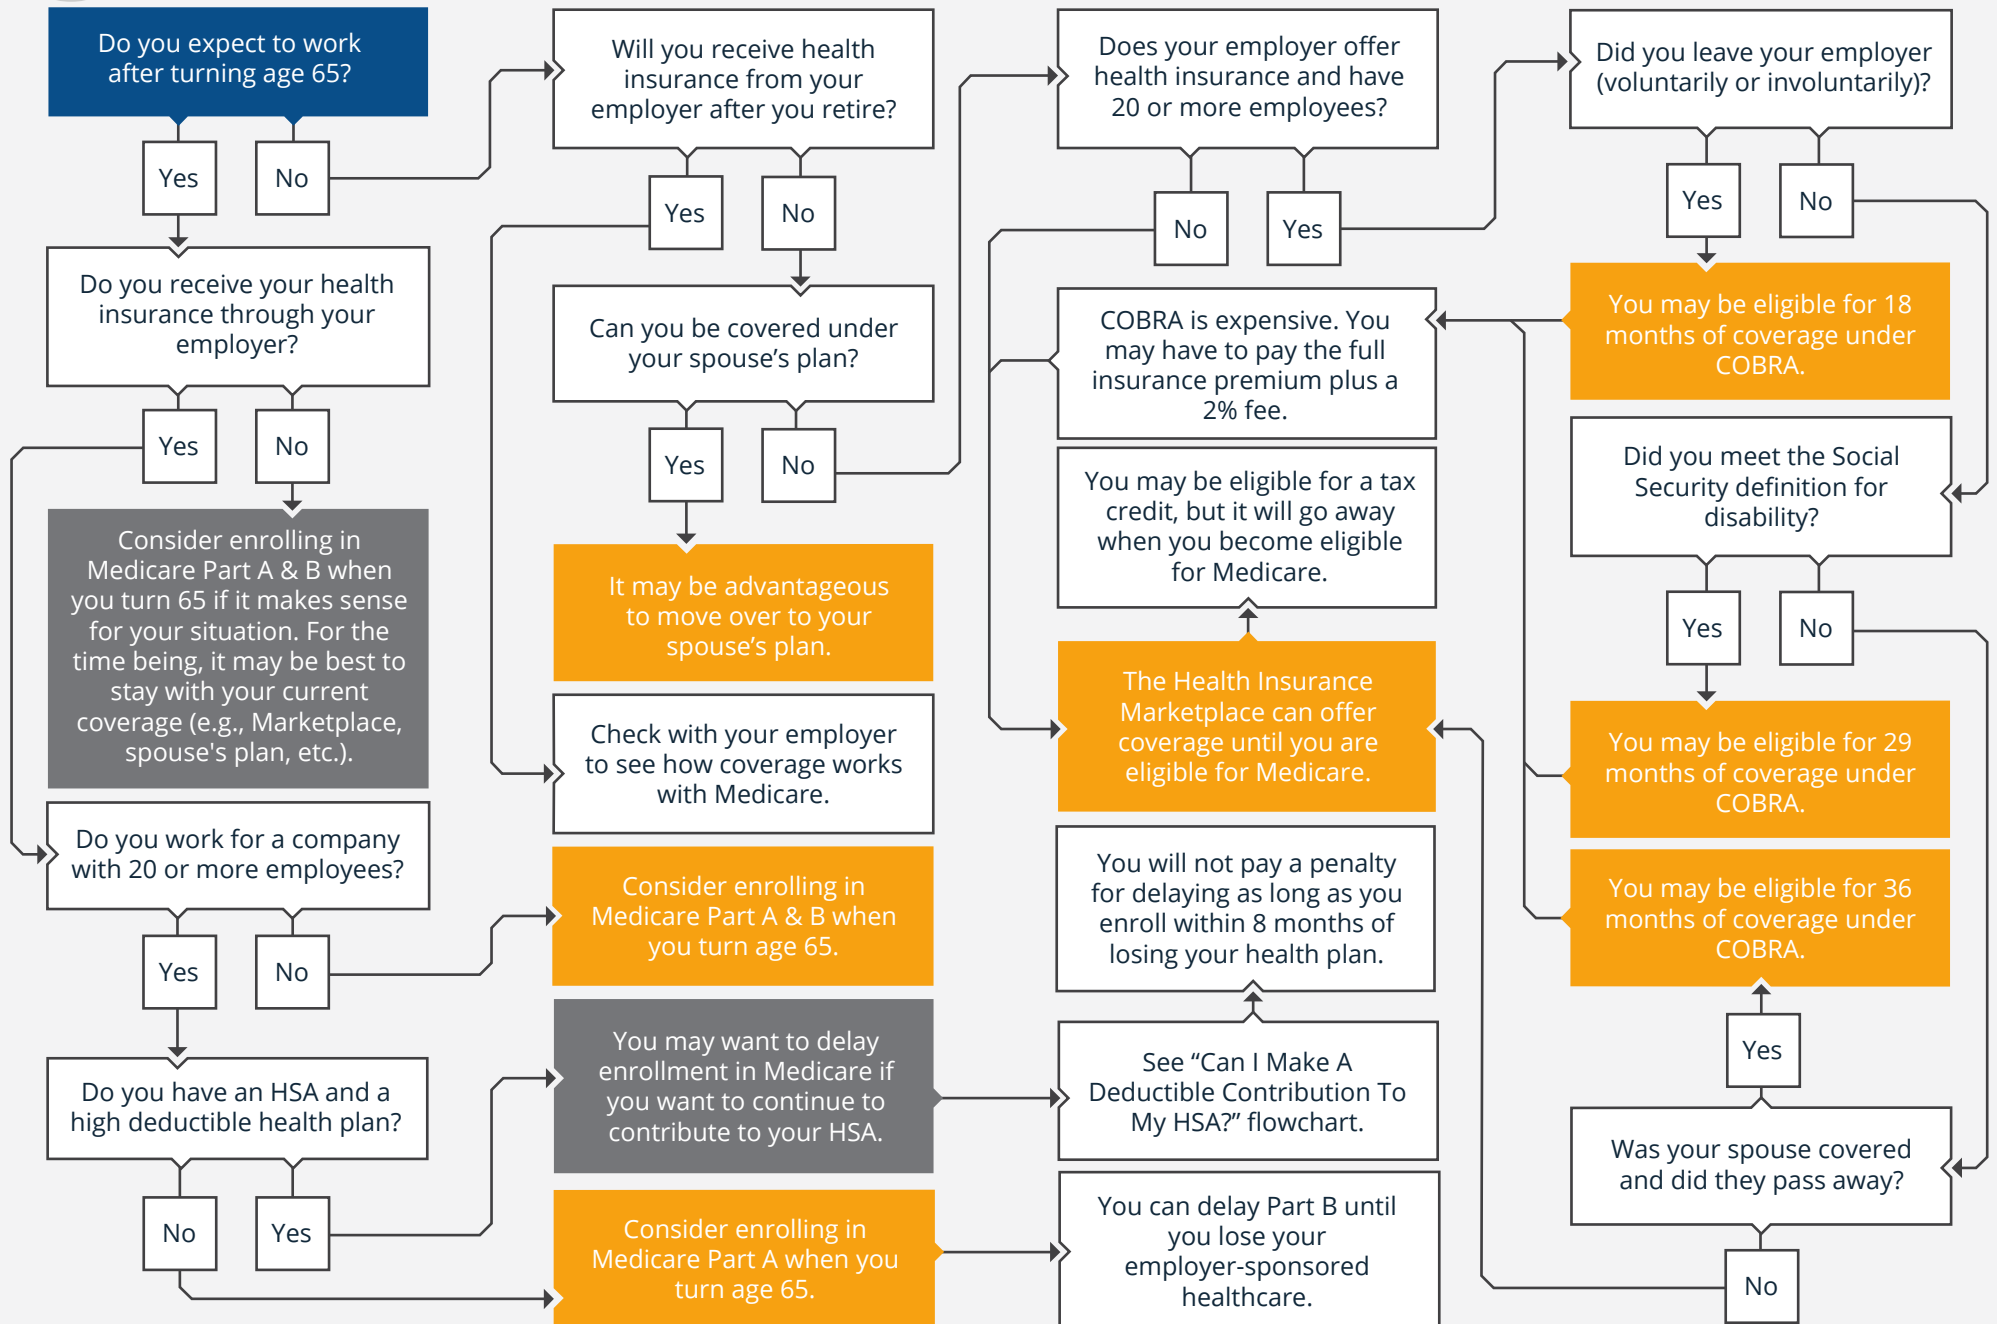 Do you expect to work
after turning age 65?
Yes
No
Do you receive your health
insurance through your
employer?
Yes
No
Consider enrolling in
Medicare Part A & B when
you turn 65 if it makes sense
for your situation. For the
time being, it may be best to
stay with your current
coverage (e.g., Marketplace,
spouse's plan, etc.).
Do you work for a company
with 20 or more employees?
Yes
No
Do you have an HSA and a
high deductible health plan?
No
Yes
Will you receive health
insurance from your
employer after you retire?
Yes
No
Can you be covered under
your spouse’s plan?
Yes
No
It may be advantageous
to move over to your
spouse’s plan.
Check with your employer
to see how coverage works
with Medicare.
Consider enrolling in
Medicare Part A & B when
you turn age 65.
You may want to delay
enrollment in Medicare if
you want to continue to
contribute to your HSA.
Consider enrolling in
Medicare Part A when you
turn age 65.
Does your employer offer
health insurance and have
20 or more employees?
No
Yes
COBRA is expensive. You
may have to pay the full
insurance premium plus a
2% fee.
You may be eligible for a tax
credit, but it will go away
when you become eligible
for Medicare.
The Health Insurance
Marketplace can offer
coverage until you are
eligible for Medicare.
You will not pay a penalty
for delaying as long as you
enroll within 8 months of
losing your health plan.
See “Can I Make A
Deductible Contribution To
My HSA?” flowchart.
You can delay Part B until
you lose your
employer-sponsored
healthcare.
Did you leave your employer
(voluntarily or involuntarily)?
Yes
No
You may be eligible for 18
months of coverage under
COBRA.
Did you meet the Social
Security definition for
disability?
Yes
No
You may be eligible for 29
months of coverage under
COBRA.
You may be eligible for 36
months of coverage under
COBRA.
Yes
Was your spouse covered
and did they pass away?
No